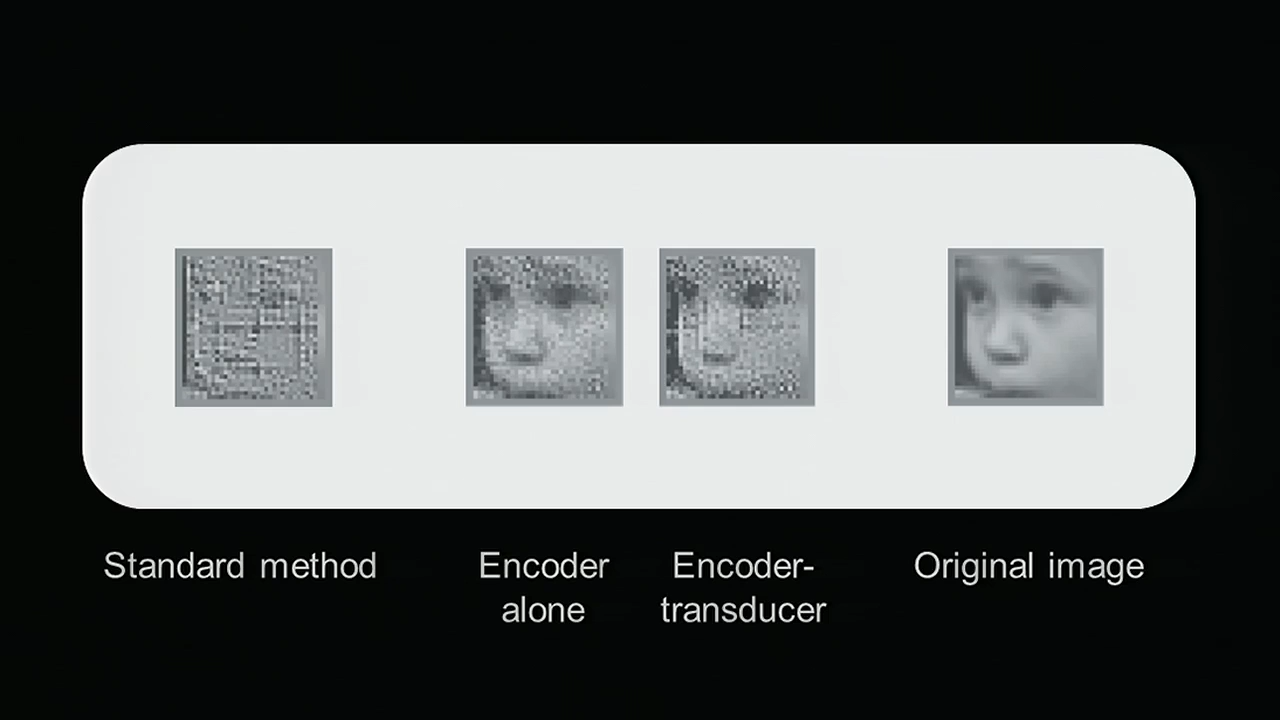 Standard method
Encoder
alone
Encoder-
transducer
Original image